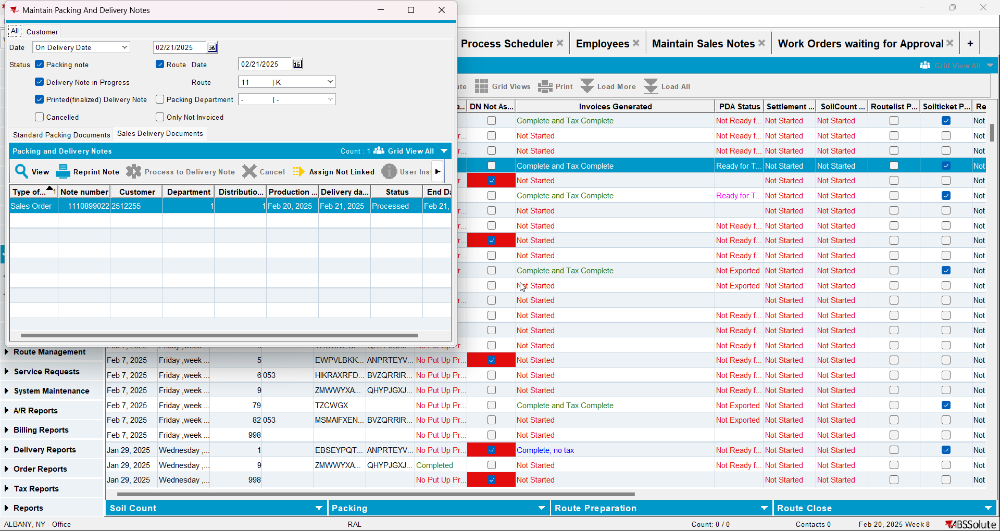 Maintain Packing And Delivery Notes
All Customer
Date On Delivery Date 02/21/2025 16
Status Packing note Route Date 02/21/2025 16
Delivery Note in Progress Route 11 | K
Printed(finalized) Delivery Note Packing Department - | -
Cancelled Only Not Invoiced
Standard Packing Documents Sales Delivery Documents
Packing and Delivery Notes Count : 1 Grid View All
View Reprint Note Process to Delivery Note Cancel Assign Not Linked User Ins
Type of... 1 Note number Customer Department Distributio... Production ... Delivery da... Status End Da
Sales Order 1110899022 2512255 1 1 Feb 20, 2025 Feb 21, 2025 Processed Feb 21,
Process Scheduler Employees Maintain Sales Notes Work Orders waiting for Approval +
Grid View All
Grid Views Print Load More Load All
a... DN Not As... Invoices Generated PDA Status Settlement ... SoilCount ... Routelist P... Soilticket P... Re
Complete and Tax Complete Not Ready f... Not Started Not Started Not
r... Not Started Not Ready f... Not Started Not Started Not
r... Not Started Not Ready f... Not Started Not Started Not
Complete and Tax Complete Ready for T... Not Started Not Started Not
r... Not Started Not Started Not Started Not
Complete and Tax Complete Ready for T... Not Started Not Started Not
r... Not Started Not Started Not Started Not
r... Not Started Not Ready f... Not Started Not Started Not
r... Not Started Not Ready f... Not Started Not Started Not
r... Not Started Not Ready f... Not Started Not Started Not
r... Complete and Tax Complete Not Exported Not Started Not Started Not
Not Started Not Exported Not Started Not Started Not
r... Not Started Not Started Not Started Not
Not Started Not Ready f... Not Started Not Started Not
Not Started Not Ready f... Not Started Not Started Not
Not Started Not Ready f... Not Started Not Started Not
Feb 7, 2025 Friday ,week ... 5 EWPVLBKK... ANPRTEYV... No Put Up Pr... Not Started Not Ready f... Not Started Not Started Not
Feb 7, 2025 Friday ,week ... 6 053 HIKRAXRFD... BVZQRRIR... No Put Up Pr... Not Started Not Ready f... Not Started Not Started Not
Feb 7, 2025 Friday ,week ... 9 ZMWWYXA... QHYPJGXJ... No Put Up Pr... Not Started Not Ready f... Not Started Not Started Not
Feb 7, 2025 Friday ,week ... 79 TZCWGX No Put Up Pr... Complete and Tax Complete Not Exported Not Started Not Started Not
Feb 7, 2025 Friday ,week ... 82 053 MSMAIFXEN... BVZQRRIR... No Put Up Pr... Not Started Not Exported Not Started Not Started Not
Feb 7, 2025 Friday ,week ... 998 No Put Up Pr... Not Started Not Started Not Started Not
Jan 29, 2025 Wednesday ,... 1 EBSEYPQT... ANPRTEYV... No Put Up Pr... Complete, no tax Not Ready f... Not Started Not Started Not
Jan 29, 2025 Wednesday ,... 9 ZMWWYXA... QHYPJGXJ... Completed Not Started Not Ready f... Not Started Not Started Not
Jan 29, 2025 Wednesday ,... 998 No Put Up Pr... Not Started Not Started Not Started Not
Route Management
Service Requests
System Maintenance
A/R Reports
Billing Reports
Delivery Reports
Order Reports
Tax Reports
Reports
Soil Count Packing Route Preparation Route Close
ALBANY, NY - Office RAL Count: 0 / 0 Contacts 0 Feb 20, 2025 Week 8 ABSSolute